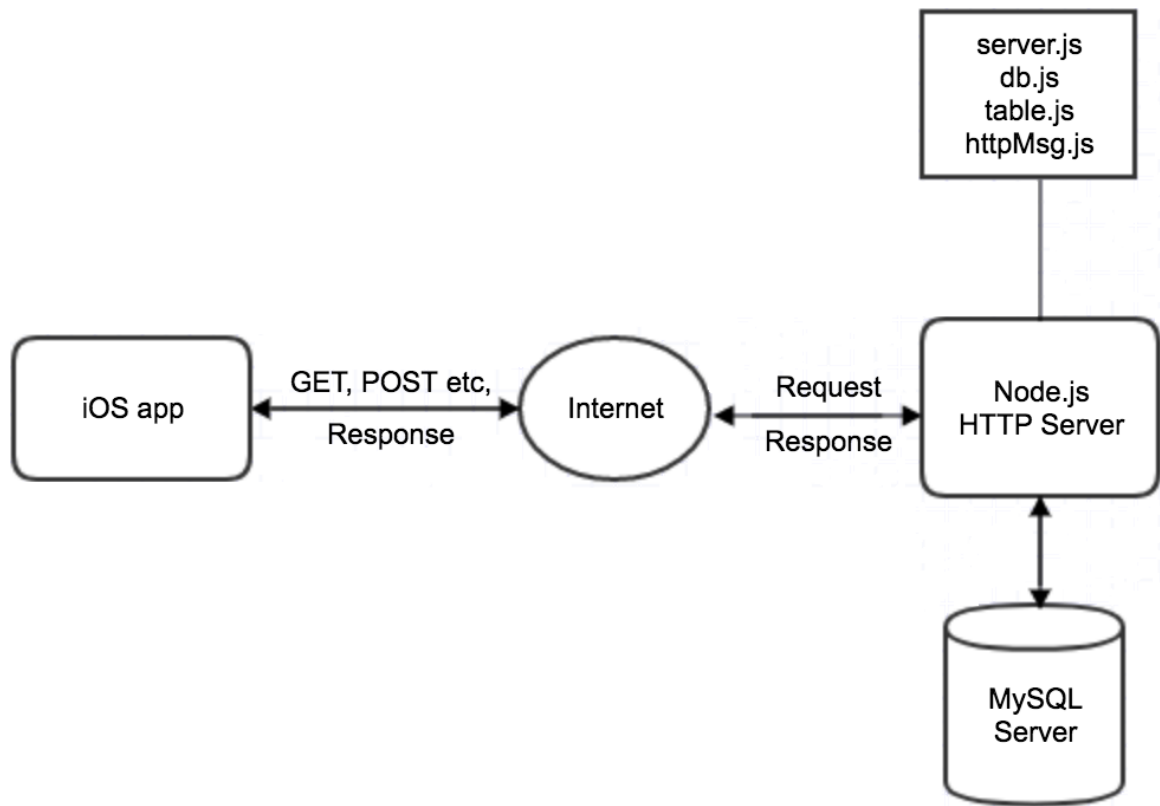 server.js
db.js
table.js
httpMsg.js
iOS app
GET, POST etc,
Response
Internet
Request
Response
Node.js
HTTP Server
MySQL
Server